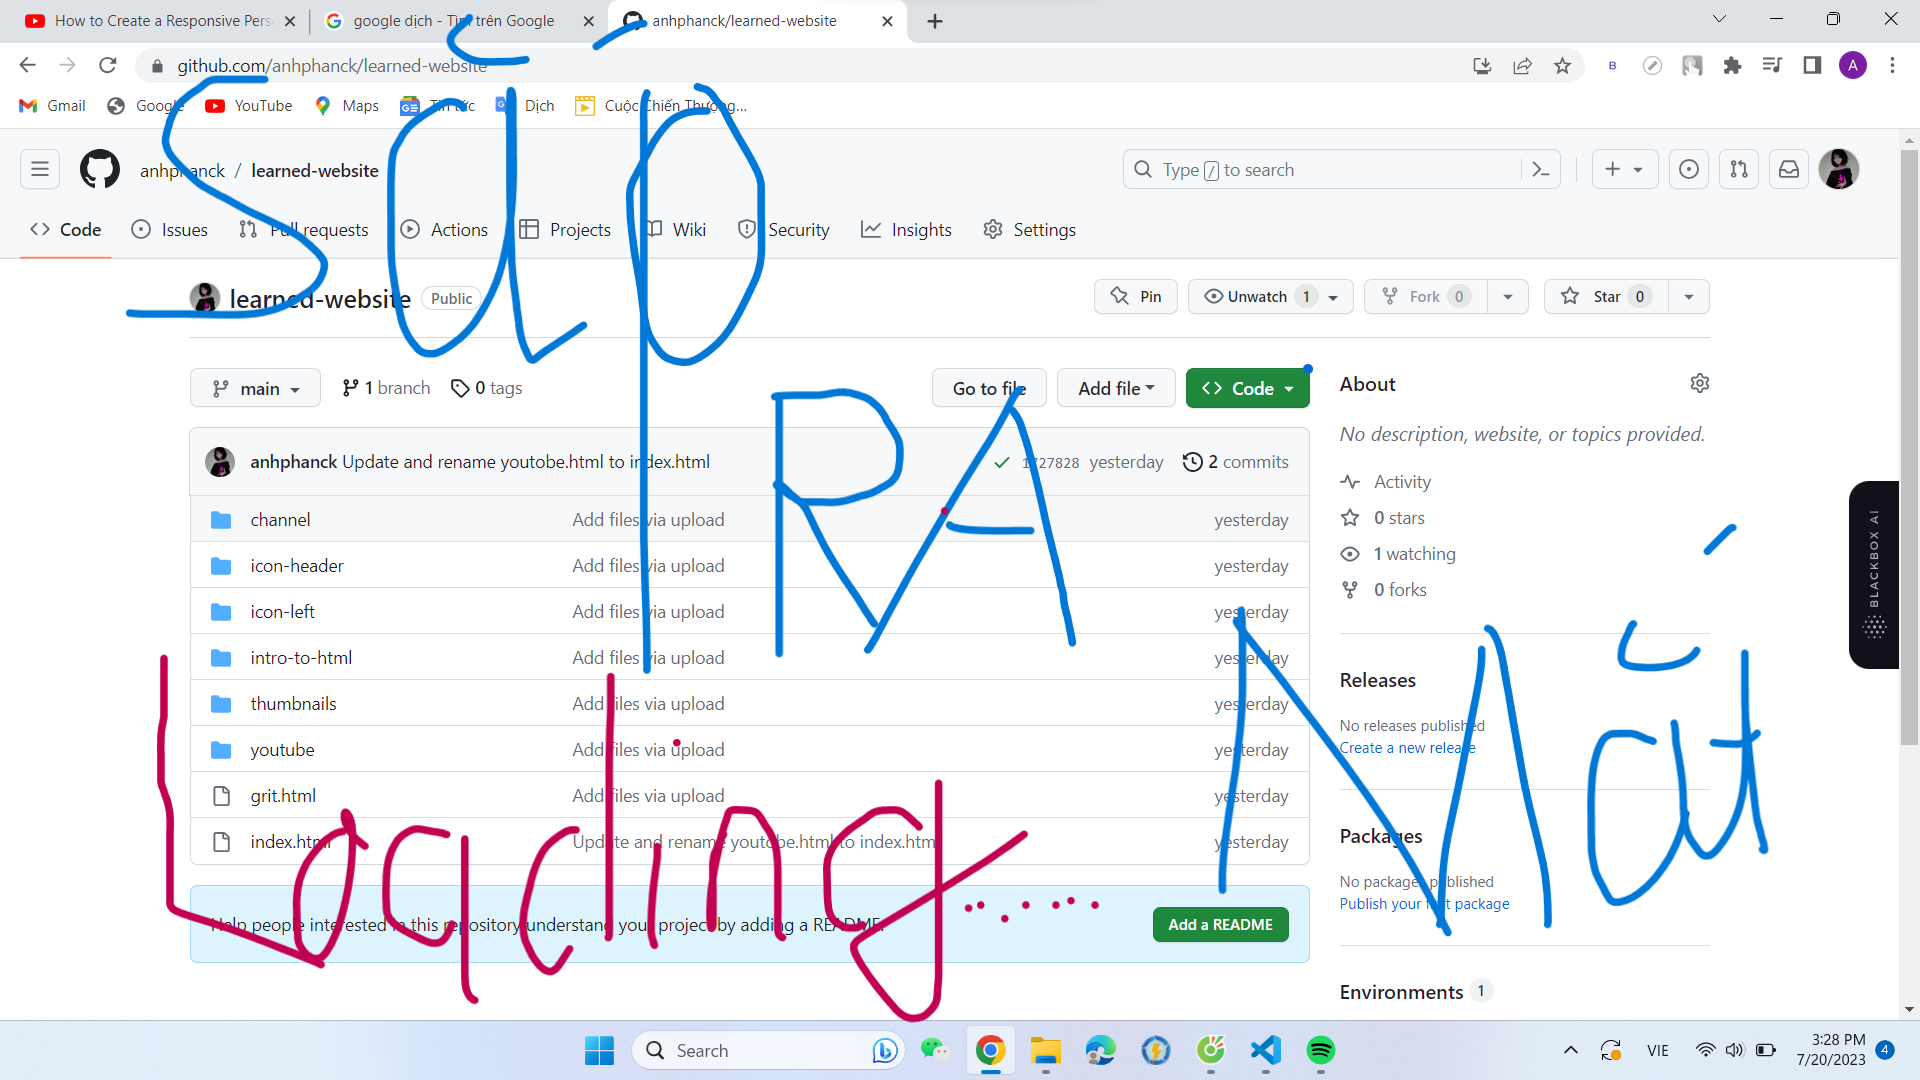 How to Create a Responsive Pers
google dịch - Tìm trên Google
anhphanck/learned-website
github.com/anhphanck/learned-website
Gmail
Google
YouTube
Maps
Tin tức
Dịch
Cuộc Chiến Thượng...
anhphanck / learned-website
Type / to search
Code
Issues
Pull requests
Actions
Projects
Wiki
Security
Insights
Settings
learned-website
Public
Pin
Unwatch 1
Fork 0
Star 0
main
1 branch
0 tags
Go to file
Add file
Code
anhphanck Update and rename youtobe.html to index.html
1727828 yesterday
2 commits
channel Add files via upload yesterday
icon-header Add files via upload yesterday
icon-left Add files via upload yesterday
intro-to-html Add files via upload yesterday
thumbnails Add files via upload yesterday
youtube Add files via upload yesterday
grit.html Add files via upload yesterday
index.html Update and rename youtobe.html to index.html yesterday
Help people interested in this repository understand your project by adding a README.
Add a README
About
No description, website, or topics provided.
Activity
0 stars
1 watching
0 forks
Releases
No releases published
Create a new release
Packages
No packages published
Publish your first package
Environments 1
BLACKBOX AI
Sắp
RA
Mắt
Loading.......
Search
VIE
3:28 PM
7/20/2023
4
A
B